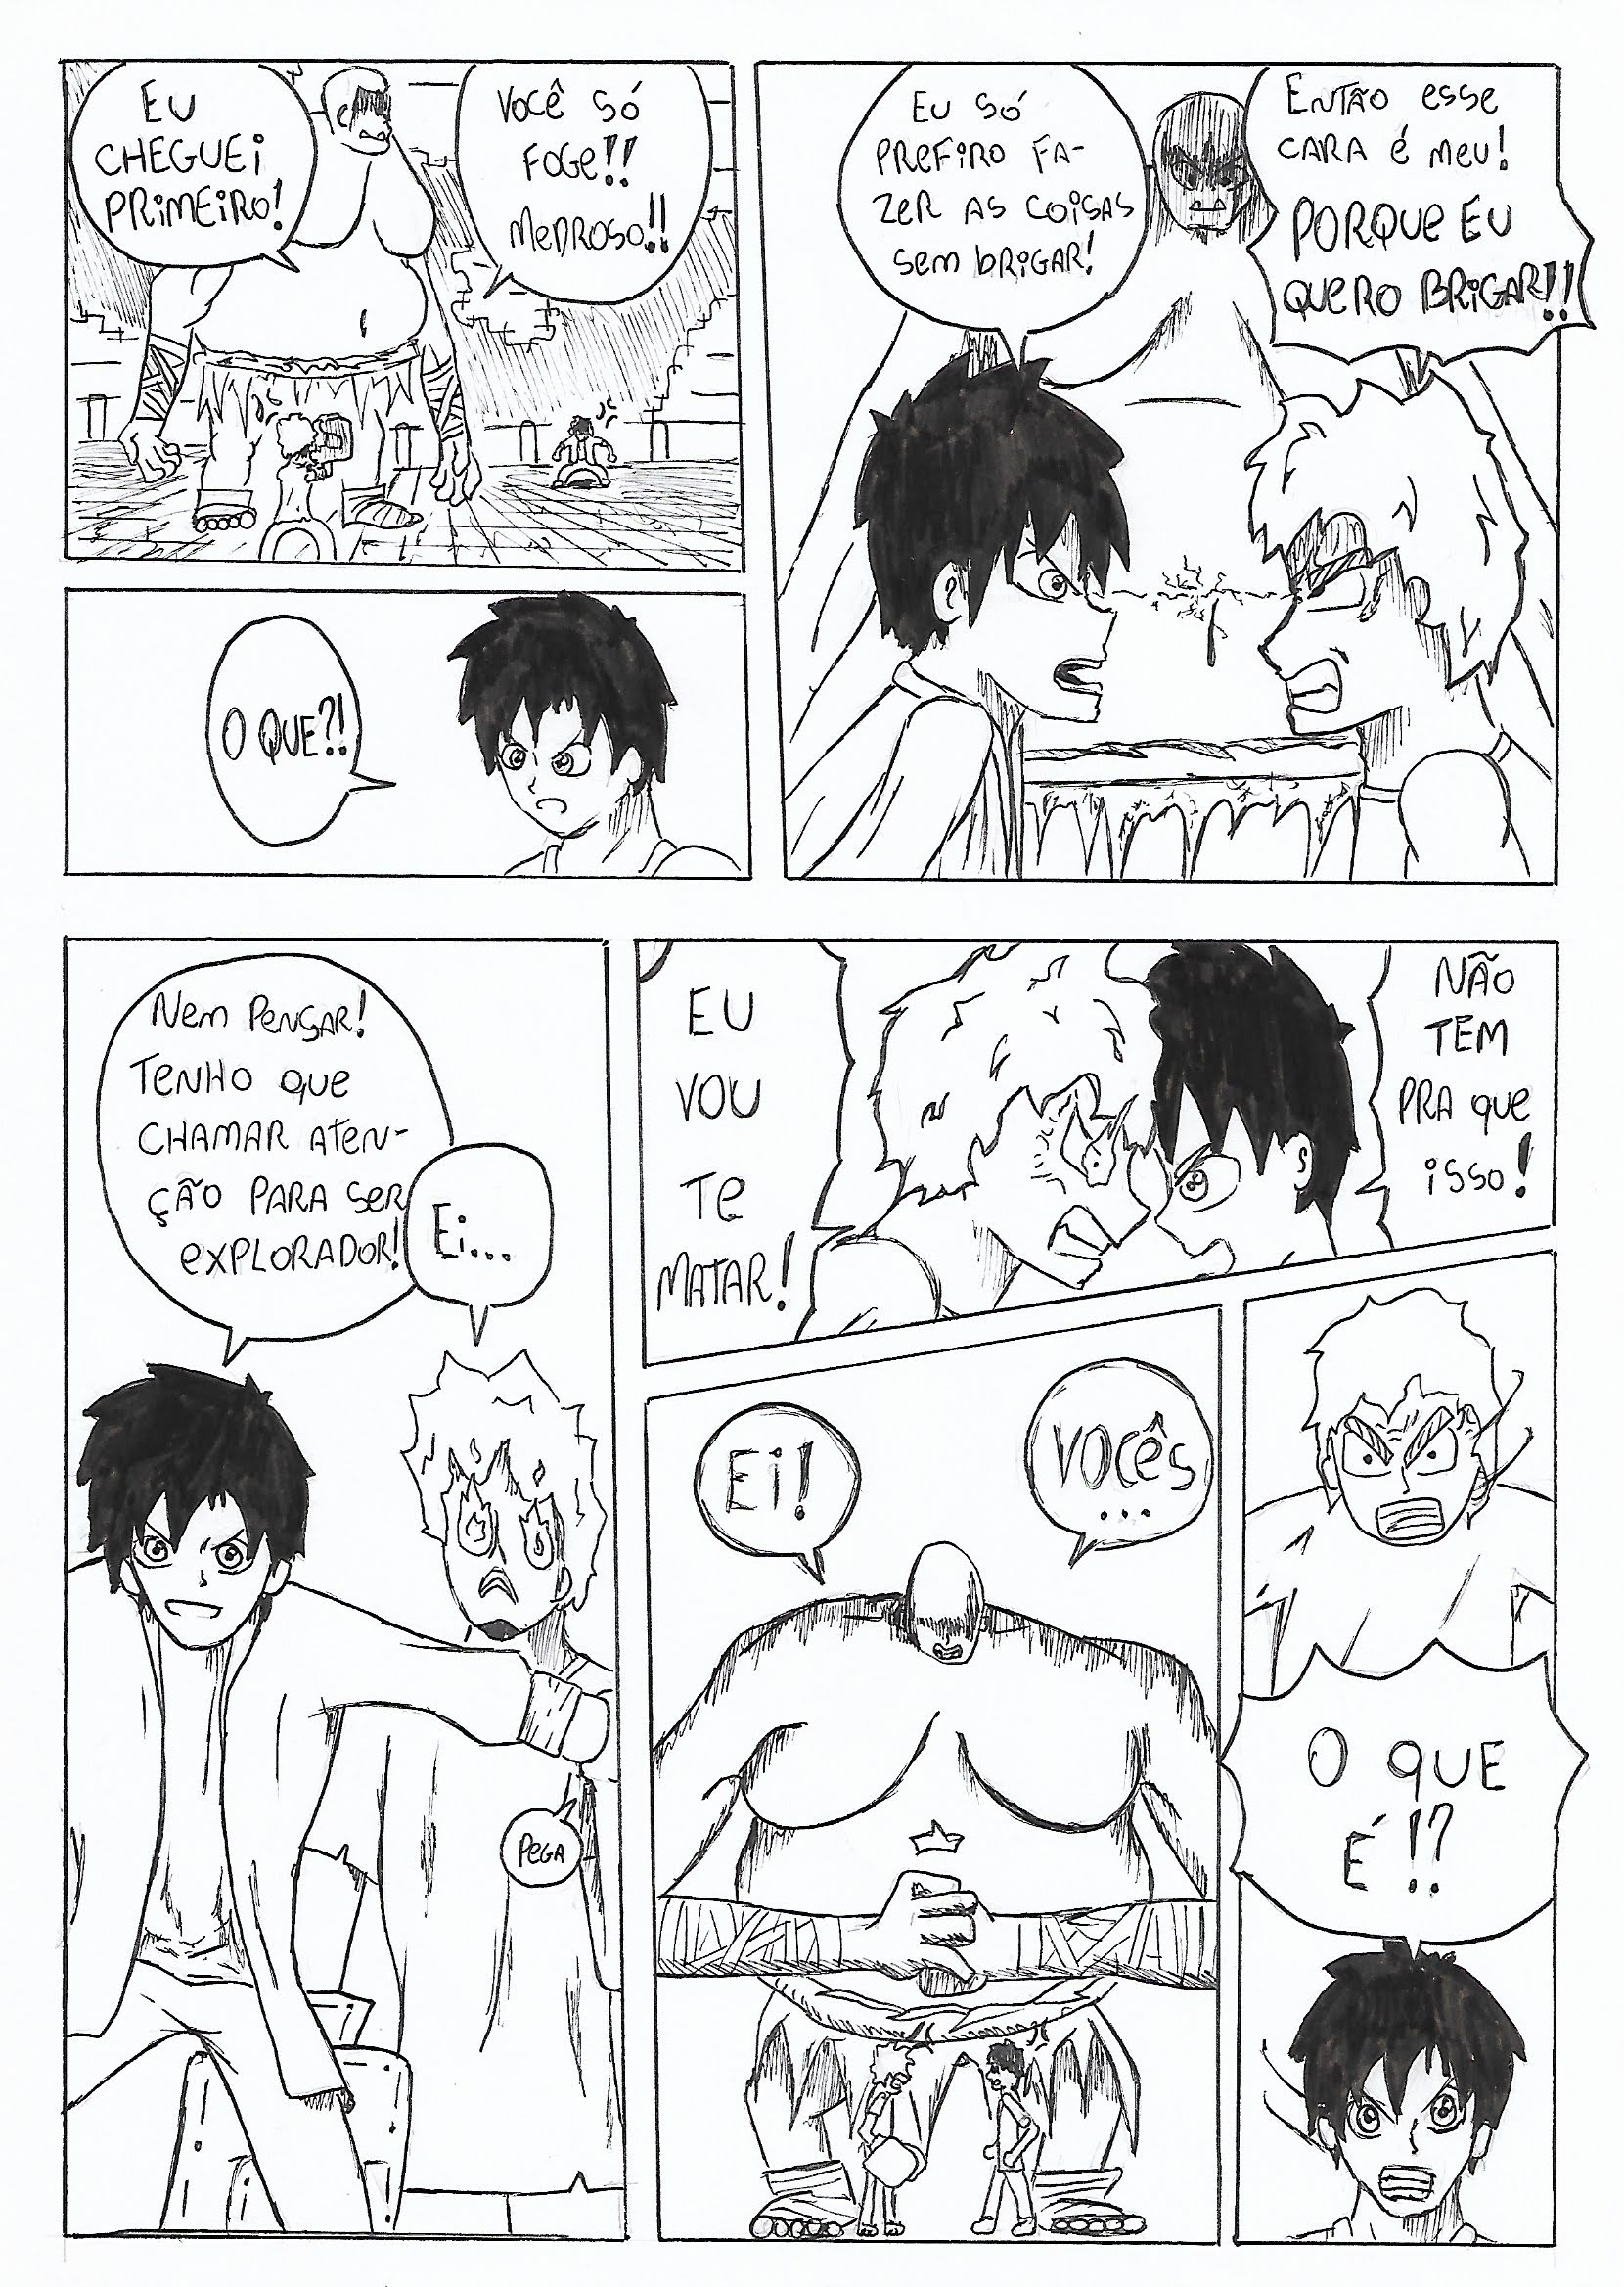 EU
CHEGUEI
PRIMEIRO!
VOCÊ SÓ
FOGE!!
MEDROSO!!
O QUE?!
EU SÓ
PREFIRO FA-
ZER AS COISAS
SEM BRIGAR!
ENTÃO ESSE
CARA É MEU!
PORQUE EU
QUERO BRIGAR!!
NEM PENSAR!
TENHO QUE
CHAMAR ATEN-
ÇÃO PARA SER
EXPLORADOR!
EI...
PEGA
EU
VOU
TE
MATAR!
NÃO
TEM
PRA QUE
ISSO!
EI!
VOCÊS
...
O QUE
É!?